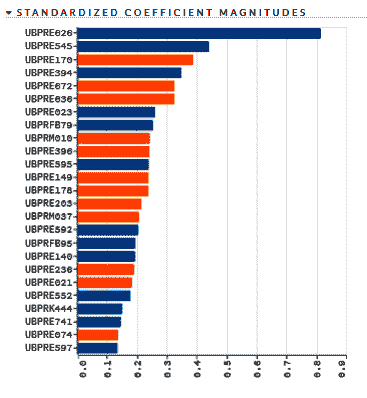 STANDARDIZED COEFFICIENT MAGNITUDES
UBPRE626
UBPRE545
UBPRE170
UBPRE394
UBPRE672
UBPRE636
UBPRE023
UBPRFB79
UBPRM010
UBPRE396
UBPRE595
UBPRE149
UBPRE178
UBPRE203
UBPRM037
UBPRE592
UBPRFB95
UBPRE140
UBPRE236
UBPRE021
UBPRE552
UBPRK444
UBPRE741
UBPRE074
UBPRE597
0.0 0.1 0.2 0.3 0.4 0.5 0.6 0.7 0.8 0.9